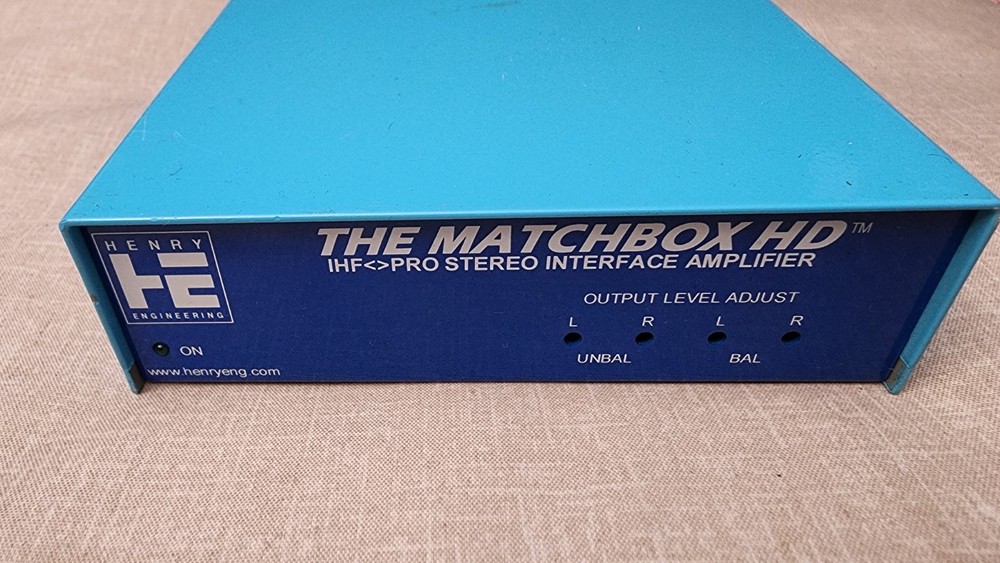 HENRY
HE
ENGINEERING
THE MATCHBOX HD™
IHF<>PRO STEREO INTERFACE AMPLIFIER
OUTPUT LEVEL ADJUST
L R L R
UNBAL BAL
ON
www.henryeng.com